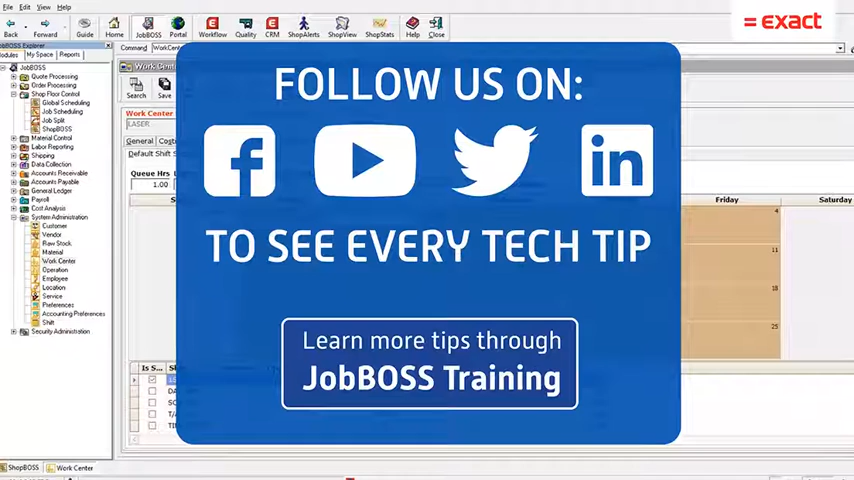 File Edit View Help
Back Forward Guide Home JobBOSS Portal Workflow Quality CRM ShopAlerts ShopView ShopStats Help Close
= exact
JobBOSS Explorer
Command
My Space Reports
Work Cent
JobBOSS
Quote Processing
Order Processing
Shop Floor Control
Global Scheduling
Job Scheduling
Job Split
ShopBOSS
Material Control
Labor Reporting
Shipping
Data Collection
Accounts Receivable
Accounts Payable
General Ledger
Payroll
Cost Analysis
System Administration
Customer
Vendor
Raw Stock
Material
Work Center
Operation
Employee
Location
Service
Preferences
Accounting Preferences
Shift
Security Administration
Search Save
Work Center
LASER
General
Default Shift
Queue Hrs
1.00
Friday Saturday
4
11
18
25
Is S...
FOLLOW US ON:
f in
TO SEE EVERY TECH TIP
Learn more tips through
JobBOSS Training
ShopBOSS Work Center